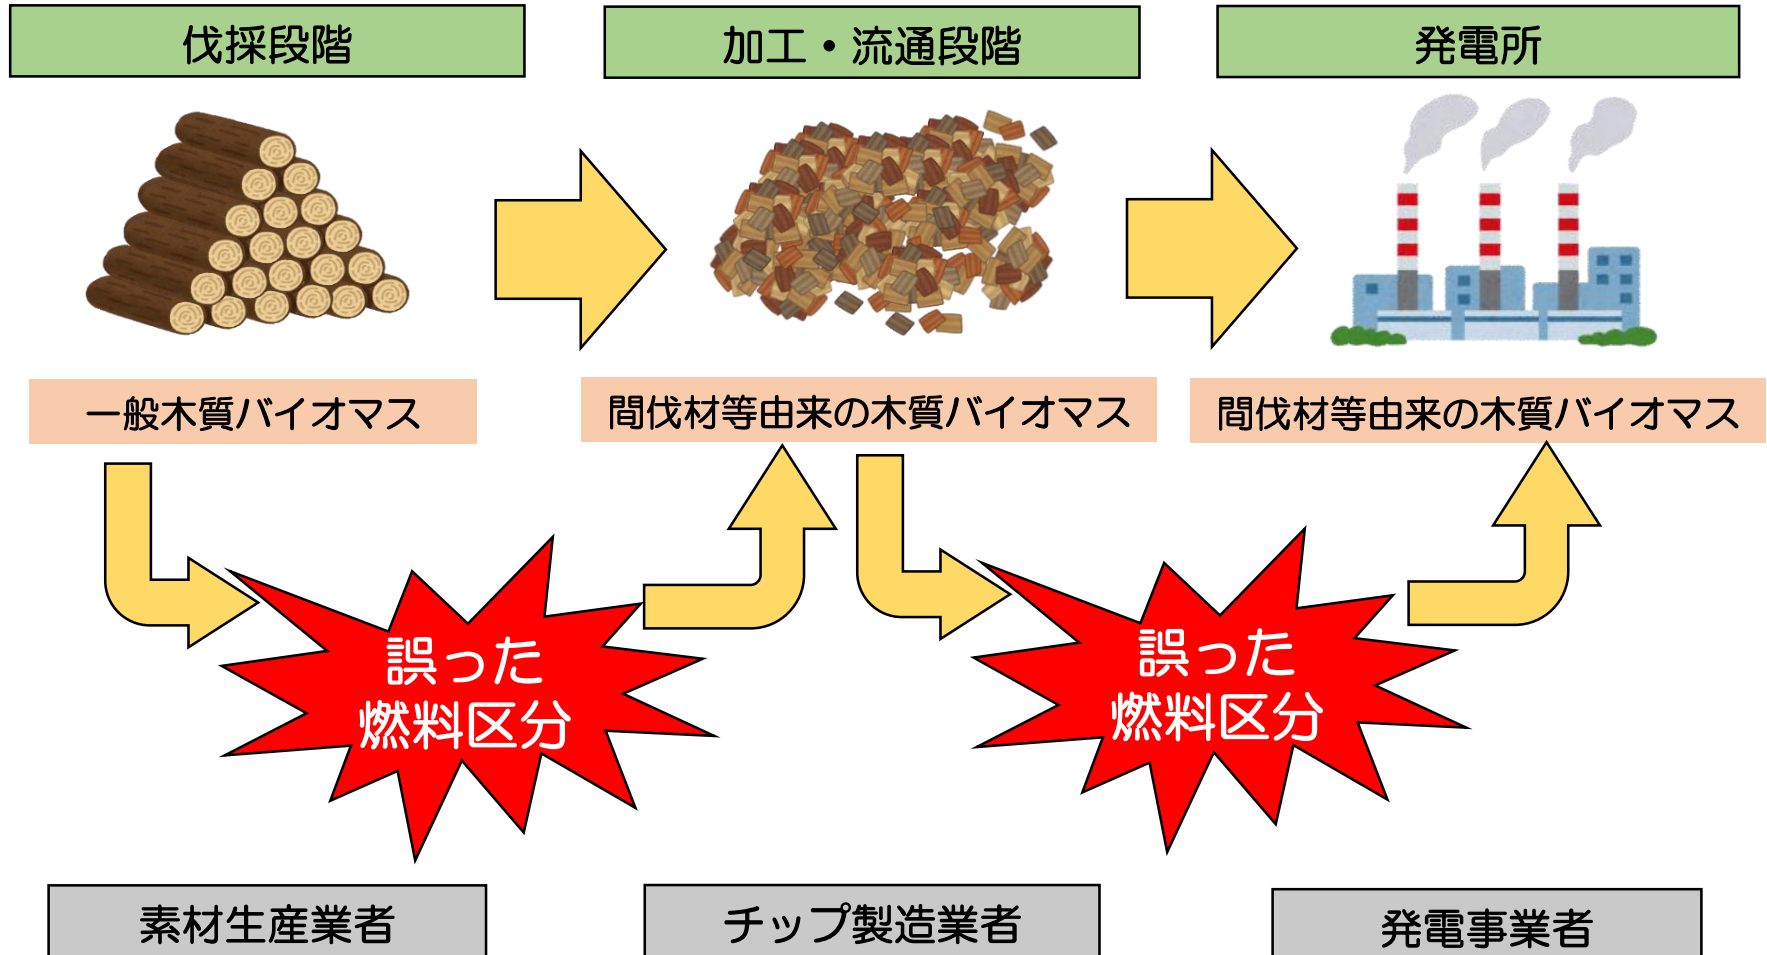 伐採段階
加工・流通段階
発電所
一般木質バイオマス
間伐材等由来の木質バイオマス
間伐材等由来の木質バイオマス
誤った
燃料区分
誤った
燃料区分
素材生産業者
チップ製造業者
発電事業者